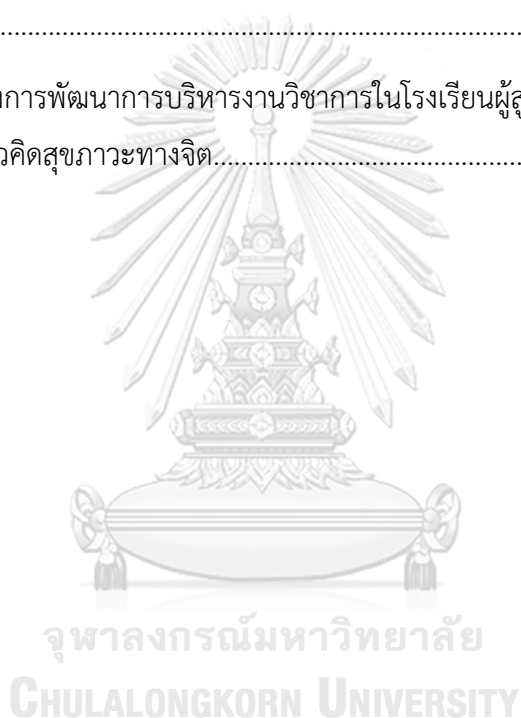 ..............................................................................
งการพัฒนาการบริหารงานวิชาการในโรงเรียนผู้สู
วคิดสุขภาวะทางจิต..............................................
จุฬาลงกรณ์มหาวิทยาลัย
CHULALONGKORN UNIVERSITY